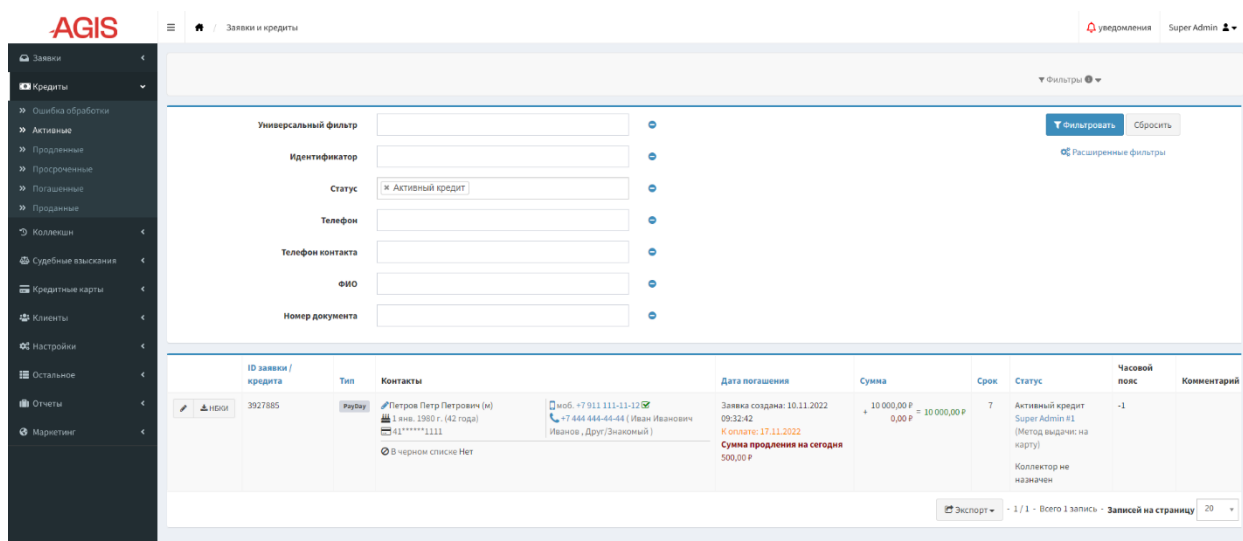 AGIS
Заявки и кредиты
уведомления
Super Admin
Заявки
Кредиты
Ошибка обработки
Активные
Продленные
Просроченные
Погашенные
Проданные
Коллекшн
Судебные взыскания
Кредитные карты
Клиенты
Настройки
Остальное
Отчеты
Маркетинг
Фильтры
Универсальный фильтр
Идентификатор
Статус
× Активный кредит
Телефон
Телефон контакта
ФИО
Номер документа
Фильтровать
Сбросить
Расширенные фильтры
ID заявки /
кредита
Тип
Контакты
Дата погашения
Сумма
Срок
Статус
Часовой
пояс
Комментарий
НБКИ
3927885
PayDay
Петров Петр Петрович (м)
1 янв. 1980 г. (42 года)
41******1111
В черном списке Нет
моб. +7 911 111-11-12
+7 444 444-44-44 ( Иван Иванович
Иванов , Друг/Знакомый )
Заявка создана: 10.11.2022
09:32:42
К оплате: 17.11.2022
Сумма продления на сегодня
500,00 ₽
+ 10 000,00 ₽ = 10 000,00 ₽
0,00 ₽
7
Активный кредит
Super Admin #1
(Метод выдачи: на
карту)
Коллектор не
назначен
-1
Экспорт
- 1 / 1 - Всего 1 запись - Записей на страницу 20